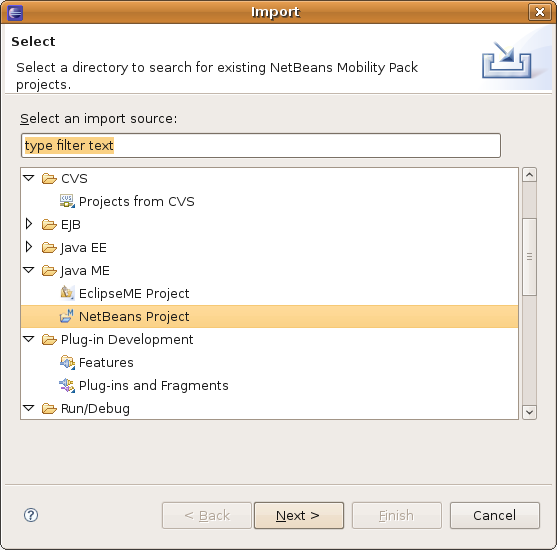 Import
Select
Select a directory to search for existing NetBeans Mobility Pack
projects.
Select an import source:
type filter text
CVS
Projects from CVS
EJB
Java EE
Java ME
EclipseME Project
NetBeans Project
Plug-in Development
Features
Plug-ins and Fragments
Run/Debug
? < Back Next > Finish Cancel